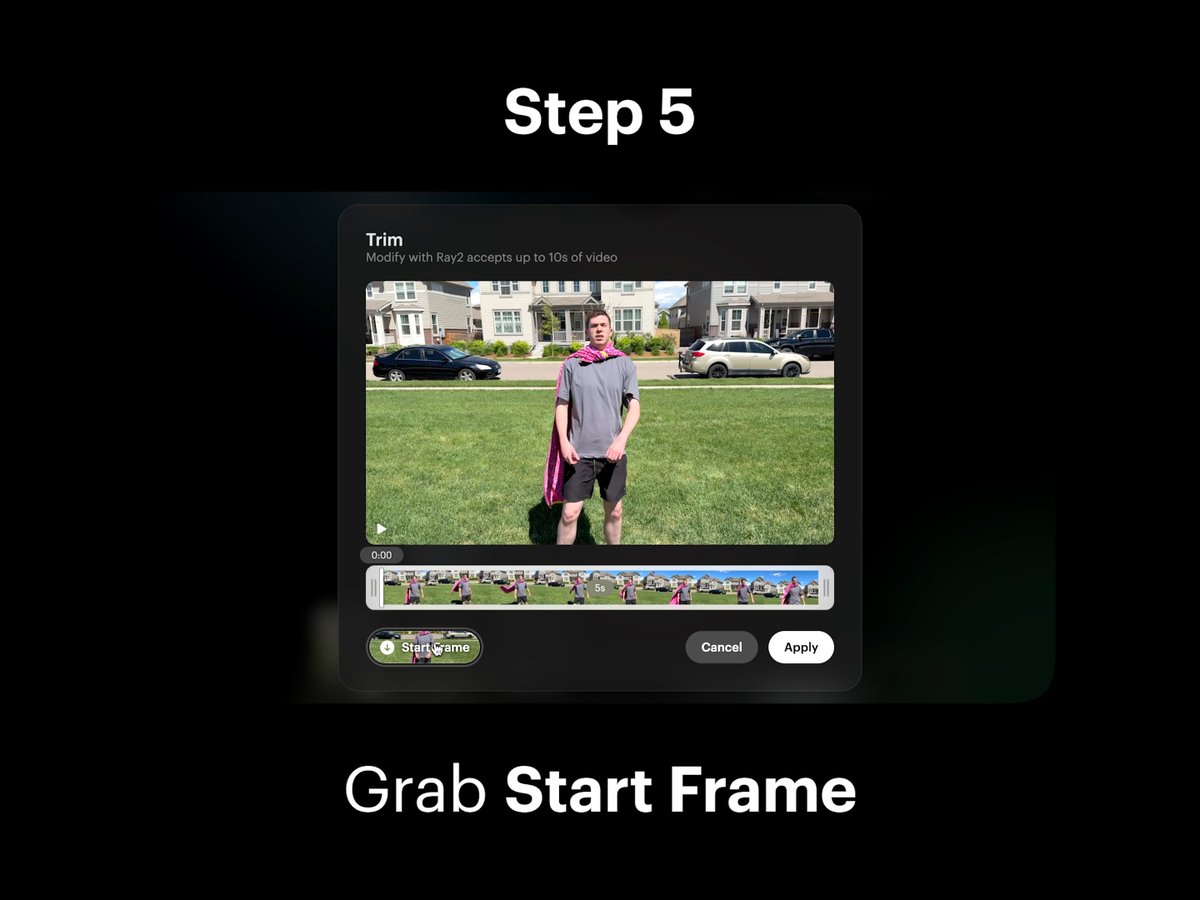 Step 5
Trim
Modify with Ray2 accepts up to 10s of video
0:00
5s
Start Frame
Cancel
Apply
Grab Start Frame